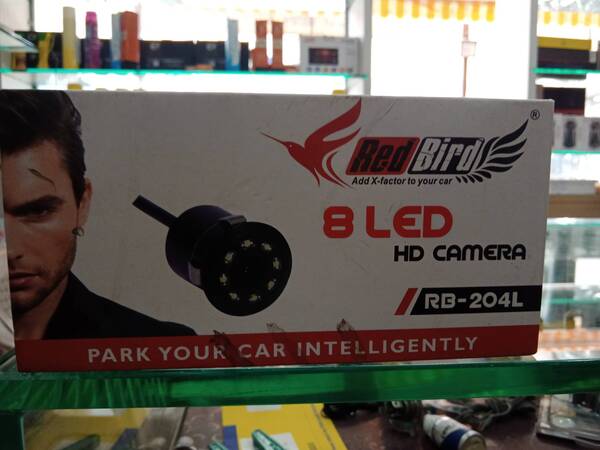 Red Bird ®
Add X-factor to your car
8 LED
HD CAMERA
RB-204L
PARK YOUR CAR INTELLIGENTLY